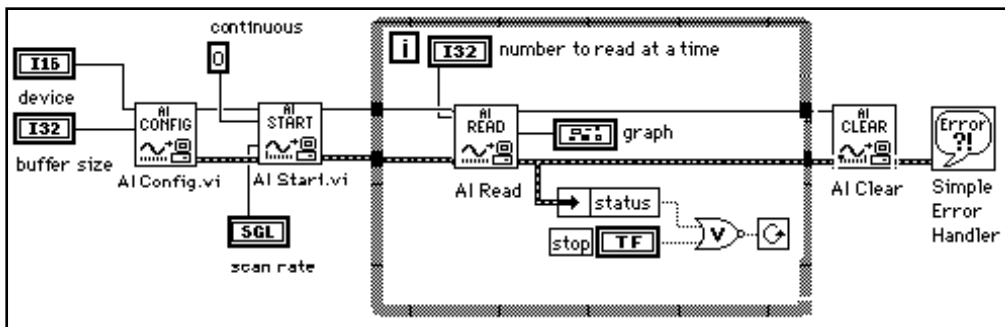 continuous
0
I16
device
I32
buffer size
AI
CONFIG
AI Config.vi
AI
START
AI Start.vi
SGL
scan rate
i
I32
number to read at a time
AI
READ
AI Read
graph
status
stop
TF
V
AI
CLEAR
AI Clear
Error
?!
Simple
Error
Handler